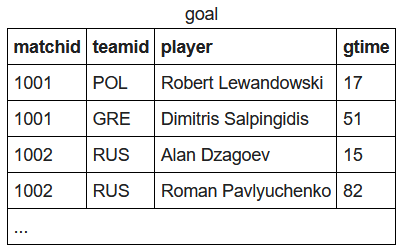 goal
matchid teamid player gtime
1001 POL Robert Lewandowski 17
1001 GRE Dimitris Salpingidis 51
1002 RUS Alan Dzagoev 15
1002 RUS Roman Pavlyuchenko 82
...